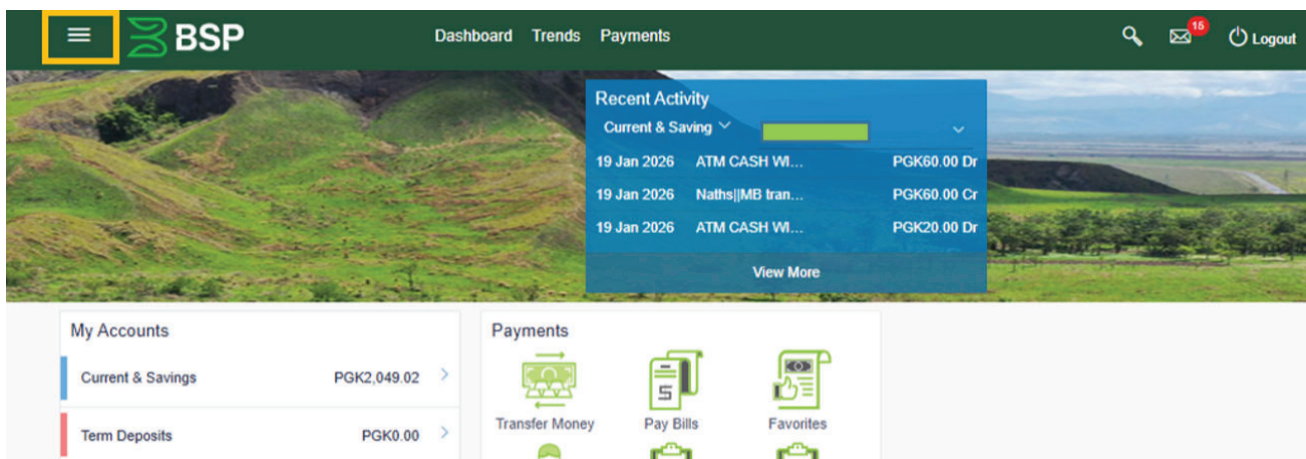 BSP
Dashboard Trends Payments
15
Logout
Recent Activity
Current & Saving
19 Jan 2026 ATM CASH WI... PGK60.00 Dr
19 Jan 2026 Naths||MB tran... PGK60.00 Cr
19 Jan 2026 ATM CASH WI... PGK20.00 Dr
View More
My Accounts
Current & Savings PGK2,049.02
Term Deposits PGK0.00
Payments
Transfer Money Pay Bills Favorites